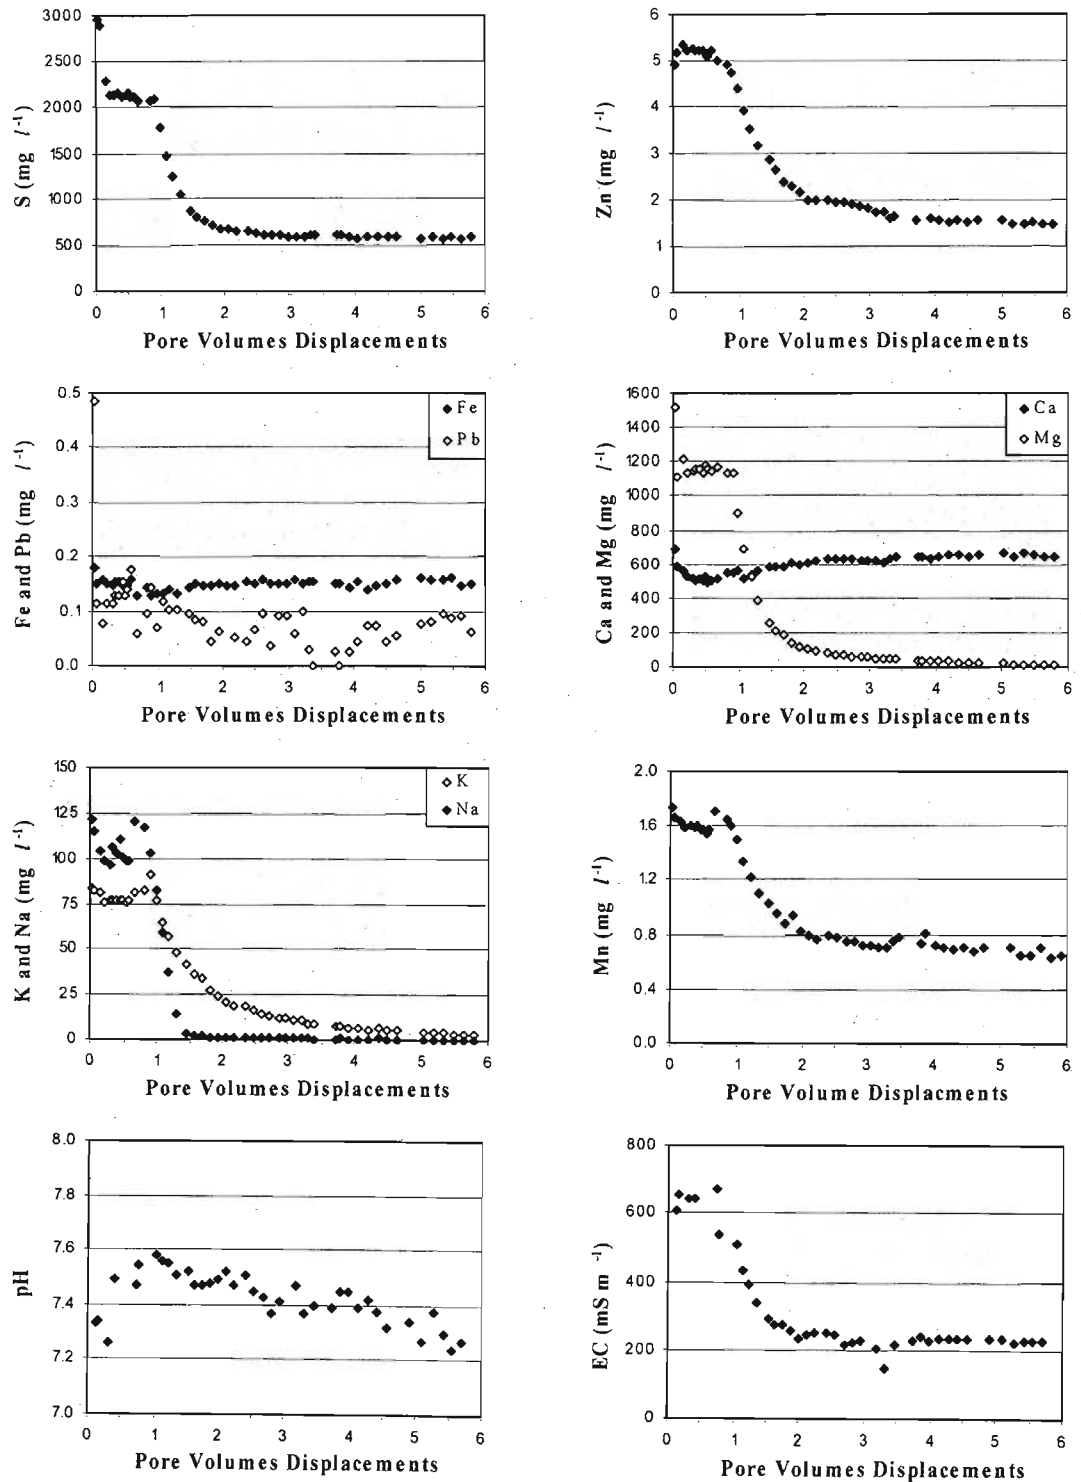 S (mg l⁻¹)
3000
2500
2000
1500
1000
500
0
0 1 2 3 4 5 6
Pore Volumes Displacements
Zn (mg l⁻¹)
6
5
4
3
2
1
0
0 1 2 3 4 5 6
Pore Volumes Displacements
Fe and Pb (mg l⁻¹)
0.5
0.4
0.3
0.2
0.1
0.0
Fe
Pb
0 1 2 3 4 5 6
Pore Volumes Displacements
Ca and Mg (mg l⁻¹)
1600
1400
1200
1000
800
600
400
200
0
Ca
Mg
0 1 2 3 4 5 6
Pore Volumes Displacements
K and Na (mg l⁻¹)
150
125
100
75
50
25
0
K
Na
0 1 2 3 4 5 6
Pore Volumes Displacements
Mn (mg l⁻¹)
2.0
1.6
1.2
0.8
0.4
0.0
0 1 2 3 4 5 6
Pore Volume Displacments
pH
8.0
7.8
7.6
7.4
7.2
7.0
0 1 2 3 4 5 6
Pore Volumes Displacements
EC (mS m⁻¹)
800
600
400
200
0
0 1 2 3 4 5 6
Pore Volumes Displacements